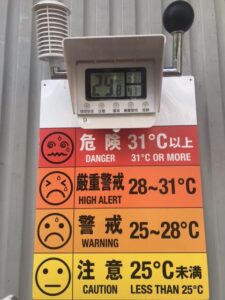 危険 31°C以上
DANGER 31°C OR MORE
厳重警戒 28~31°C
HIGH ALERT
警戒 25~28°C
WARNING
注意 25°C未満
CAUTION LESS THAN 25°C